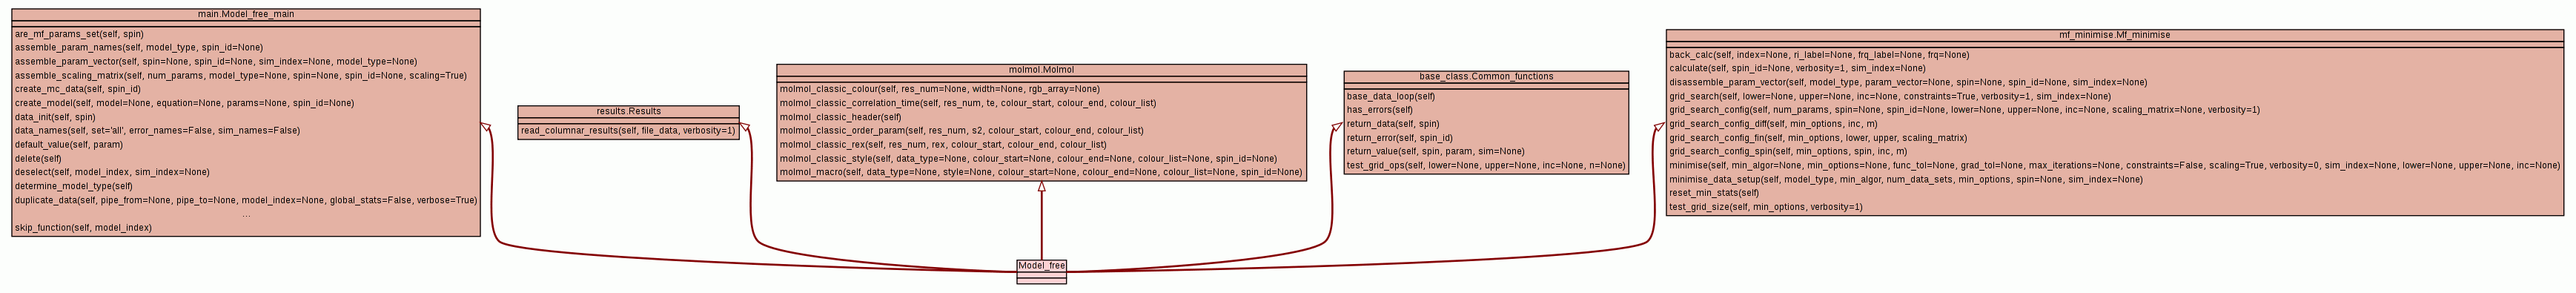 main.Model_free_main
are_mf_params_set(self, spin)
assemble_param_names(self, model_type, spin_id=None)
assemble_param_vector(self, spin=None, spin_id=None, sim_index=None, model_type=None)
assemble_scaling_matrix(self, num_params, model_type=None, spin=None, spin_id=None, scaling=True)
create_mc_data(self, spin_id)
create_model(self, model=None, equation=None, params=None, spin_id=None)
data_init(self, spin)
data_names(self, set='all', error_names=False, sim_names=False)
default_value(self, param)
delete(self)
deselect(self, model_index, sim_index=None)
determine_model_type(self)
duplicate_data(self, pipe_from=None, pipe_to=None, model_index=None, global_stats=False, verbose=True)
...
skip_function(self, model_index)
results.Results
read_columnar_results(self, file_data, verbosity=1)
molmol.Molmol
molmol_classic_colour(self, res_num=None, width=None, rgb_array=None)
molmol_classic_correlation_time(self, res_num, te, colour_start, colour_end, colour_list)
molmol_classic_header(self)
molmol_classic_order_param(self, res_num, s2, colour_start, colour_end, colour_list)
molmol_classic_rex(self, res_num, rex, colour_start, colour_end, colour_list)
molmol_classic_style(self, data_type=None, colour_start=None, colour_end=None, colour_list=None, spin_id=None)
molmol_macro(self, data_type=None, style=None, colour_start=None, colour_end=None, colour_list=None, spin_id=None)
base_class.Common_functions
base_data_loop(self)
has_errors(self)
return_data(self, spin)
return_error(self, spin_id)
return_value(self, spin, param, sim=None)
test_grid_ops(self, lower=None, upper=None, inc=None, n=None)
mf_minimise.Mf_minimise
back_calc(self, index=None, ri_label=None, frq_label=None, frq=None)
calculate(self, spin_id=None, verbosity=1, sim_index=None)
disassemble_param_vector(self, model_type, param_vector=None, spin=None, spin_id=None, sim_index=None)
grid_search(self, lower=None, upper=None, inc=None, constraints=True, verbosity=1, sim_index=None)
grid_search_config(self, num_params, spin=None, spin_id=None, lower=None, upper=None, inc=None, scaling_matrix=None, verbosity=1)
grid_search_config_diff(self, min_options, inc, m)
grid_search_config_fin(self, min_options, lower, upper, scaling_matrix)
grid_search_config_spin(self, min_options, spin, inc, m)
minimise(self, min_algor=None, min_options=None, func_tol=None, grad_tol=None, max_iterations=None, constraints=False, scaling=True, verbosity=0, sim_index=None, lower=None, upper=None, inc=None)
minimise_data_setup(self, model_type, min_algor, num_data_sets, min_options, spin=None, sim_index=None)
reset_min_stats(self)
test_grid_size(self, min_options, verbosity=1)
Model_free